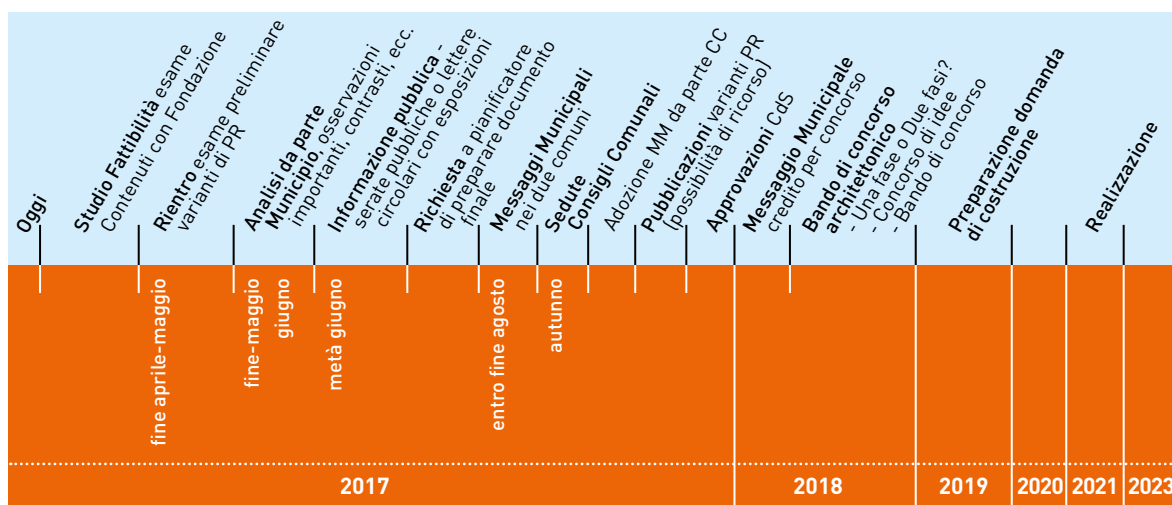 Oggi
Studio Fattibilità esame
Contenuti con Fondazione
Rientro esame preliminare
varianti di PR
Analisi da parte
Municipio, osservazioni
importanti, contrasti, ecc.
Informazione pubblica -
serate pubbliche o lettere
circolari con esposizioni
Richiesta a pianificatore
di preparare documento
finale
Messaggi Municipali
nei due comuni
Sedute
Consigli Comunali
Adozione MM da parte CC
Pubblicazioni varianti PR
(possibilità di ricorso)
Approvazioni CdS
Messaggio Municipale
credito per concorso
Bando di concorso
architettonico
- Una fase o Due fasi?
- Concorso di idee
- Bando di concorso
Preparazione domanda
di costruzione
Realizzazione
fine aprile-maggio
fine-maggio
giugno
metà giugno
entro fine agosto
autunno
2017
2018
2019
2020
2021
2023